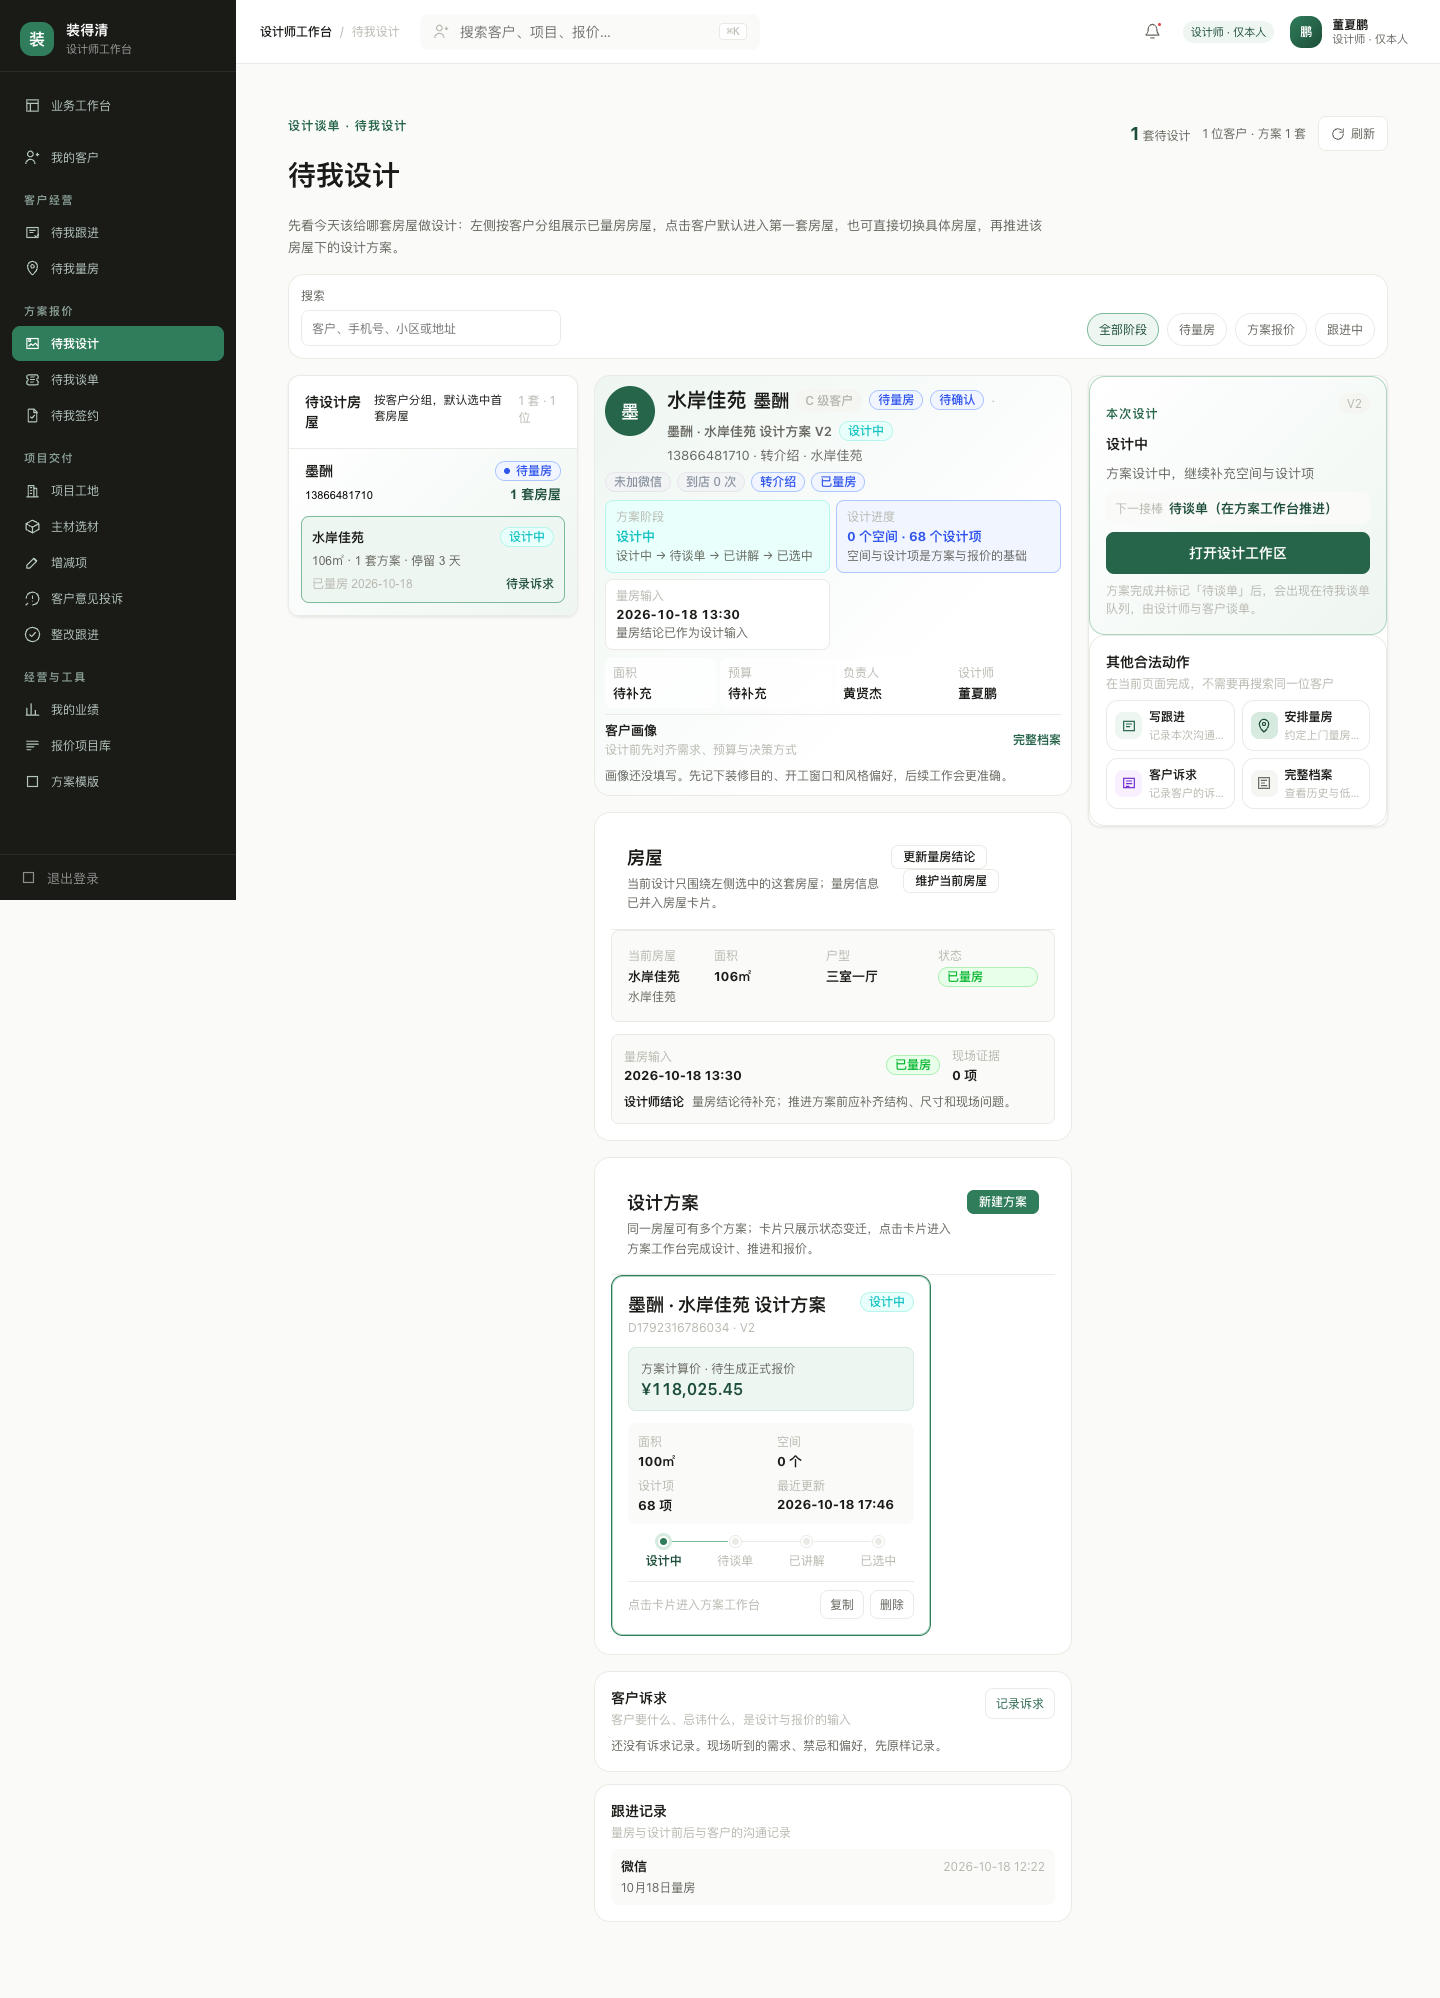 装
装得清
设计师工作台
业务工作台
我的客户
客户经营
待我跟进
待我量房
方案报价
待我设计
待我谈单
待我签约
项目交付
项目工地
主材选材
增减项
客户意见投诉
整改跟进
经营与工具
我的业绩
报价项目库
方案模版
退出登录
设计师工作台 / 待我设计
搜索客户、项目、报价...
⌘K
设计师 · 仅本人
鹏
董夏鹏
设计师 · 仅本人
设计谈单 · 待我设计
待我设计
先看今天该给哪套房屋做设计：左侧按客户分组展示已量房房屋，点击客户默认进入第一套房屋，也可直接切换具体房屋，再推进该
房屋下的设计方案。
1 套待设计
1 位客户 · 方案 1 套
刷新
搜索
客户、手机号、小区或地址
全部阶段
待量房
方案报价
跟进中
待设计房
屋
按客户分组，默认选中首
套房屋
1 套 · 1
位
墨酬
待量房
13866481710
1 套房屋
水岸佳苑
设计中
106㎡ · 1 套方案 · 停留 3 天
已量房 2026-10-18
待录诉求
墨
水岸佳苑 墨酬
C 级客户
待量房
待确认
·
墨酬 · 水岸佳苑 设计方案 V2
设计中
13866481710 · 转介绍 · 水岸佳苑
未加微信
到店 0 次
转介绍
已量房
方案阶段
设计中
设计中 → 待谈单 → 已讲解 → 已选中
设计进度
0 个空间 · 68 个设计项
空间与设计项是方案与报价的基础
量房输入
2026-10-18 13:30
量房结论已作为设计输入
面积
待补充
预算
待补充
负责人
黄贤杰
设计师
董夏鹏
客户画像
设计前先对齐需求、预算与决策方式
完整档案
画像还没填写。先记下装修目的、开工窗口和风格偏好，后续工作会更准确。
房屋
当前设计只围绕左侧选中的这套房屋；量房信息
已并入房屋卡片。
更新量房结论
维护当前房屋
当前房屋
水岸佳苑
水岸佳苑
面积
106㎡
户型
三室一厅
状态
已量房
量房输入
2026-10-18 13:30
已量房
现场证据
0 项
设计师结论 量房结论待补充；推进方案前应补齐结构、尺寸和现场问题。
设计方案
同一房屋可有多个方案；卡片只展示状态变迁，点击卡片进入
方案工作台完成设计、推进和报价。
新建方案
墨酬 · 水岸佳苑 设计方案
设计中
D1792316786034 · V2
方案计算价 · 待生成正式报价
¥118,025.45
面积
100㎡
空间
0 个
设计项
68 项
最近更新
2026-10-18 17:46
设计中
待谈单
已讲解
已选中
点击卡片进入方案工作台
复制
删除
客户诉求
客户要什么、忌讳什么，是设计与报价的输入
记录诉求
还没有诉求记录。现场听到的需求、禁忌和偏好，先原样记录。
跟进记录
量房与设计前后与客户的沟通记录
微信
2026-10-18 12:22
10月18日量房
本次设计
V2
设计中
方案设计中，继续补充空间与设计项
下一接棒 待谈单（在方案工作台推进）
打开设计工作区
方案完成并标记「待谈单」后，会出现在待我谈单
队列，由设计师与客户谈单。
其他合法动作
在当前页面完成，不需要再搜索同一位客户
写跟进
记录本次沟通...
安排量房
约定上门量房...
客户诉求
记录客户的诉...
完整档案
查看历史与低...